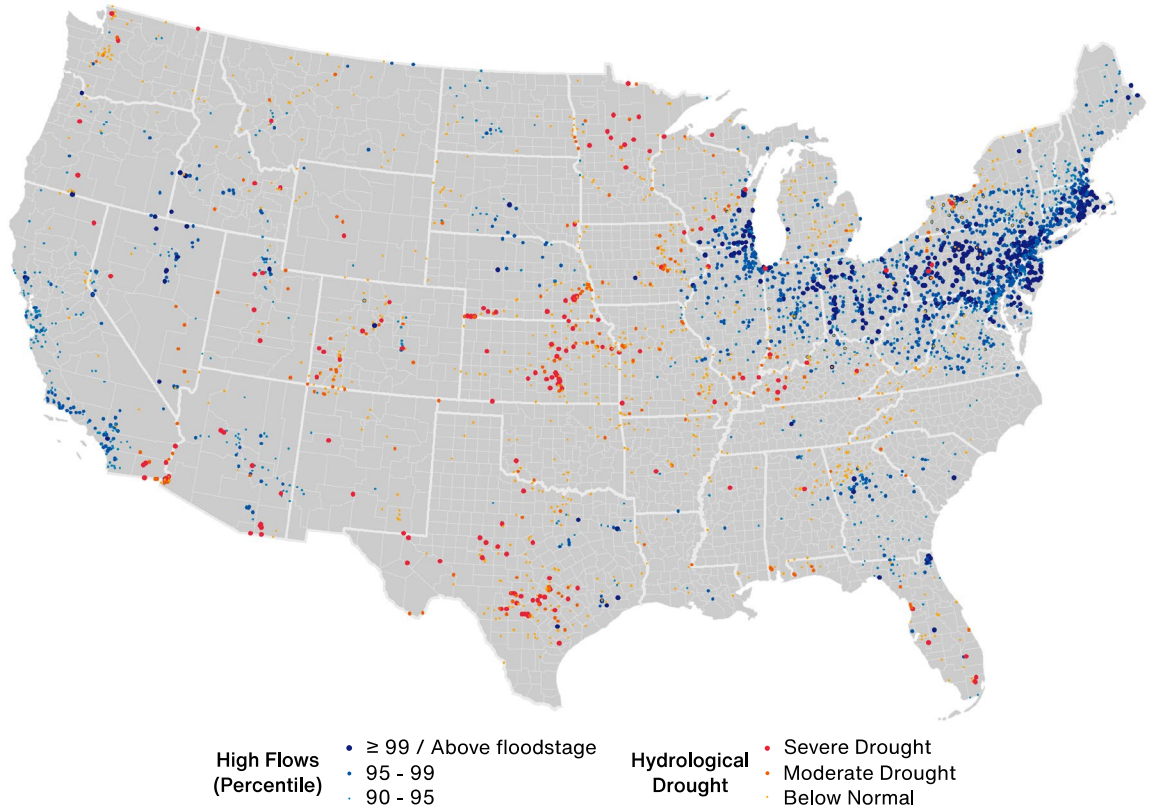 High Flows
(Percentile)
≥ 99 / Above floodstage
95 - 99
90 - 95
Hydrological
Drought
Severe Drought
Moderate Drought
Below Normal